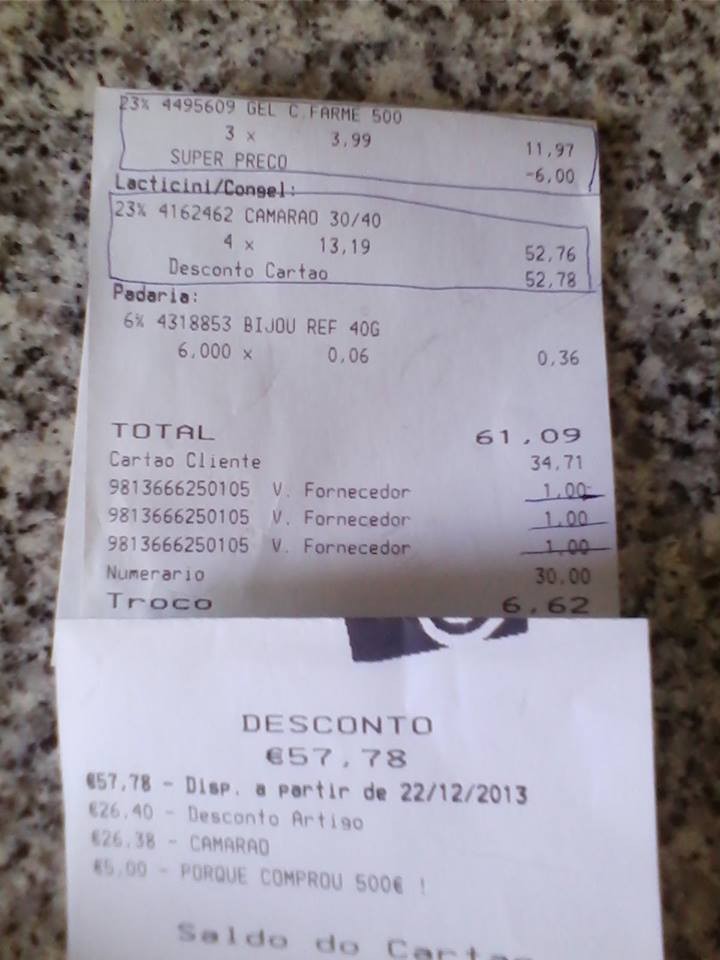 23% 4495609 GEL C.FARME 500
3 x 3,99 11,97
SUPER PRECO -6,00
Lacticini/Congel:
23% 4162462 CAMARAO 30/40
4 x 13,19 52,76
Desconto Cartao 52,78
Padaria:
6% 4318853 BIJOU REF 40G
6,000 x 0,06 0,36
TOTAL 61,09
Cartao Cliente 34,71
9813666250105 V. Fornecedor 1,00
9813666250105 V. Fornecedor 1,00
9813666250105 V. Fornecedor 1,00
Numerario 30,00
Troco 6,62
DESCONTO
€57,78
€57,78 - Disp. a partir de 22/12/2013
€26,40 - Desconto Artigo
€26,38 - CAMARAO
€5,00 - PORQUE COMPROU 500€ !
Saldo do